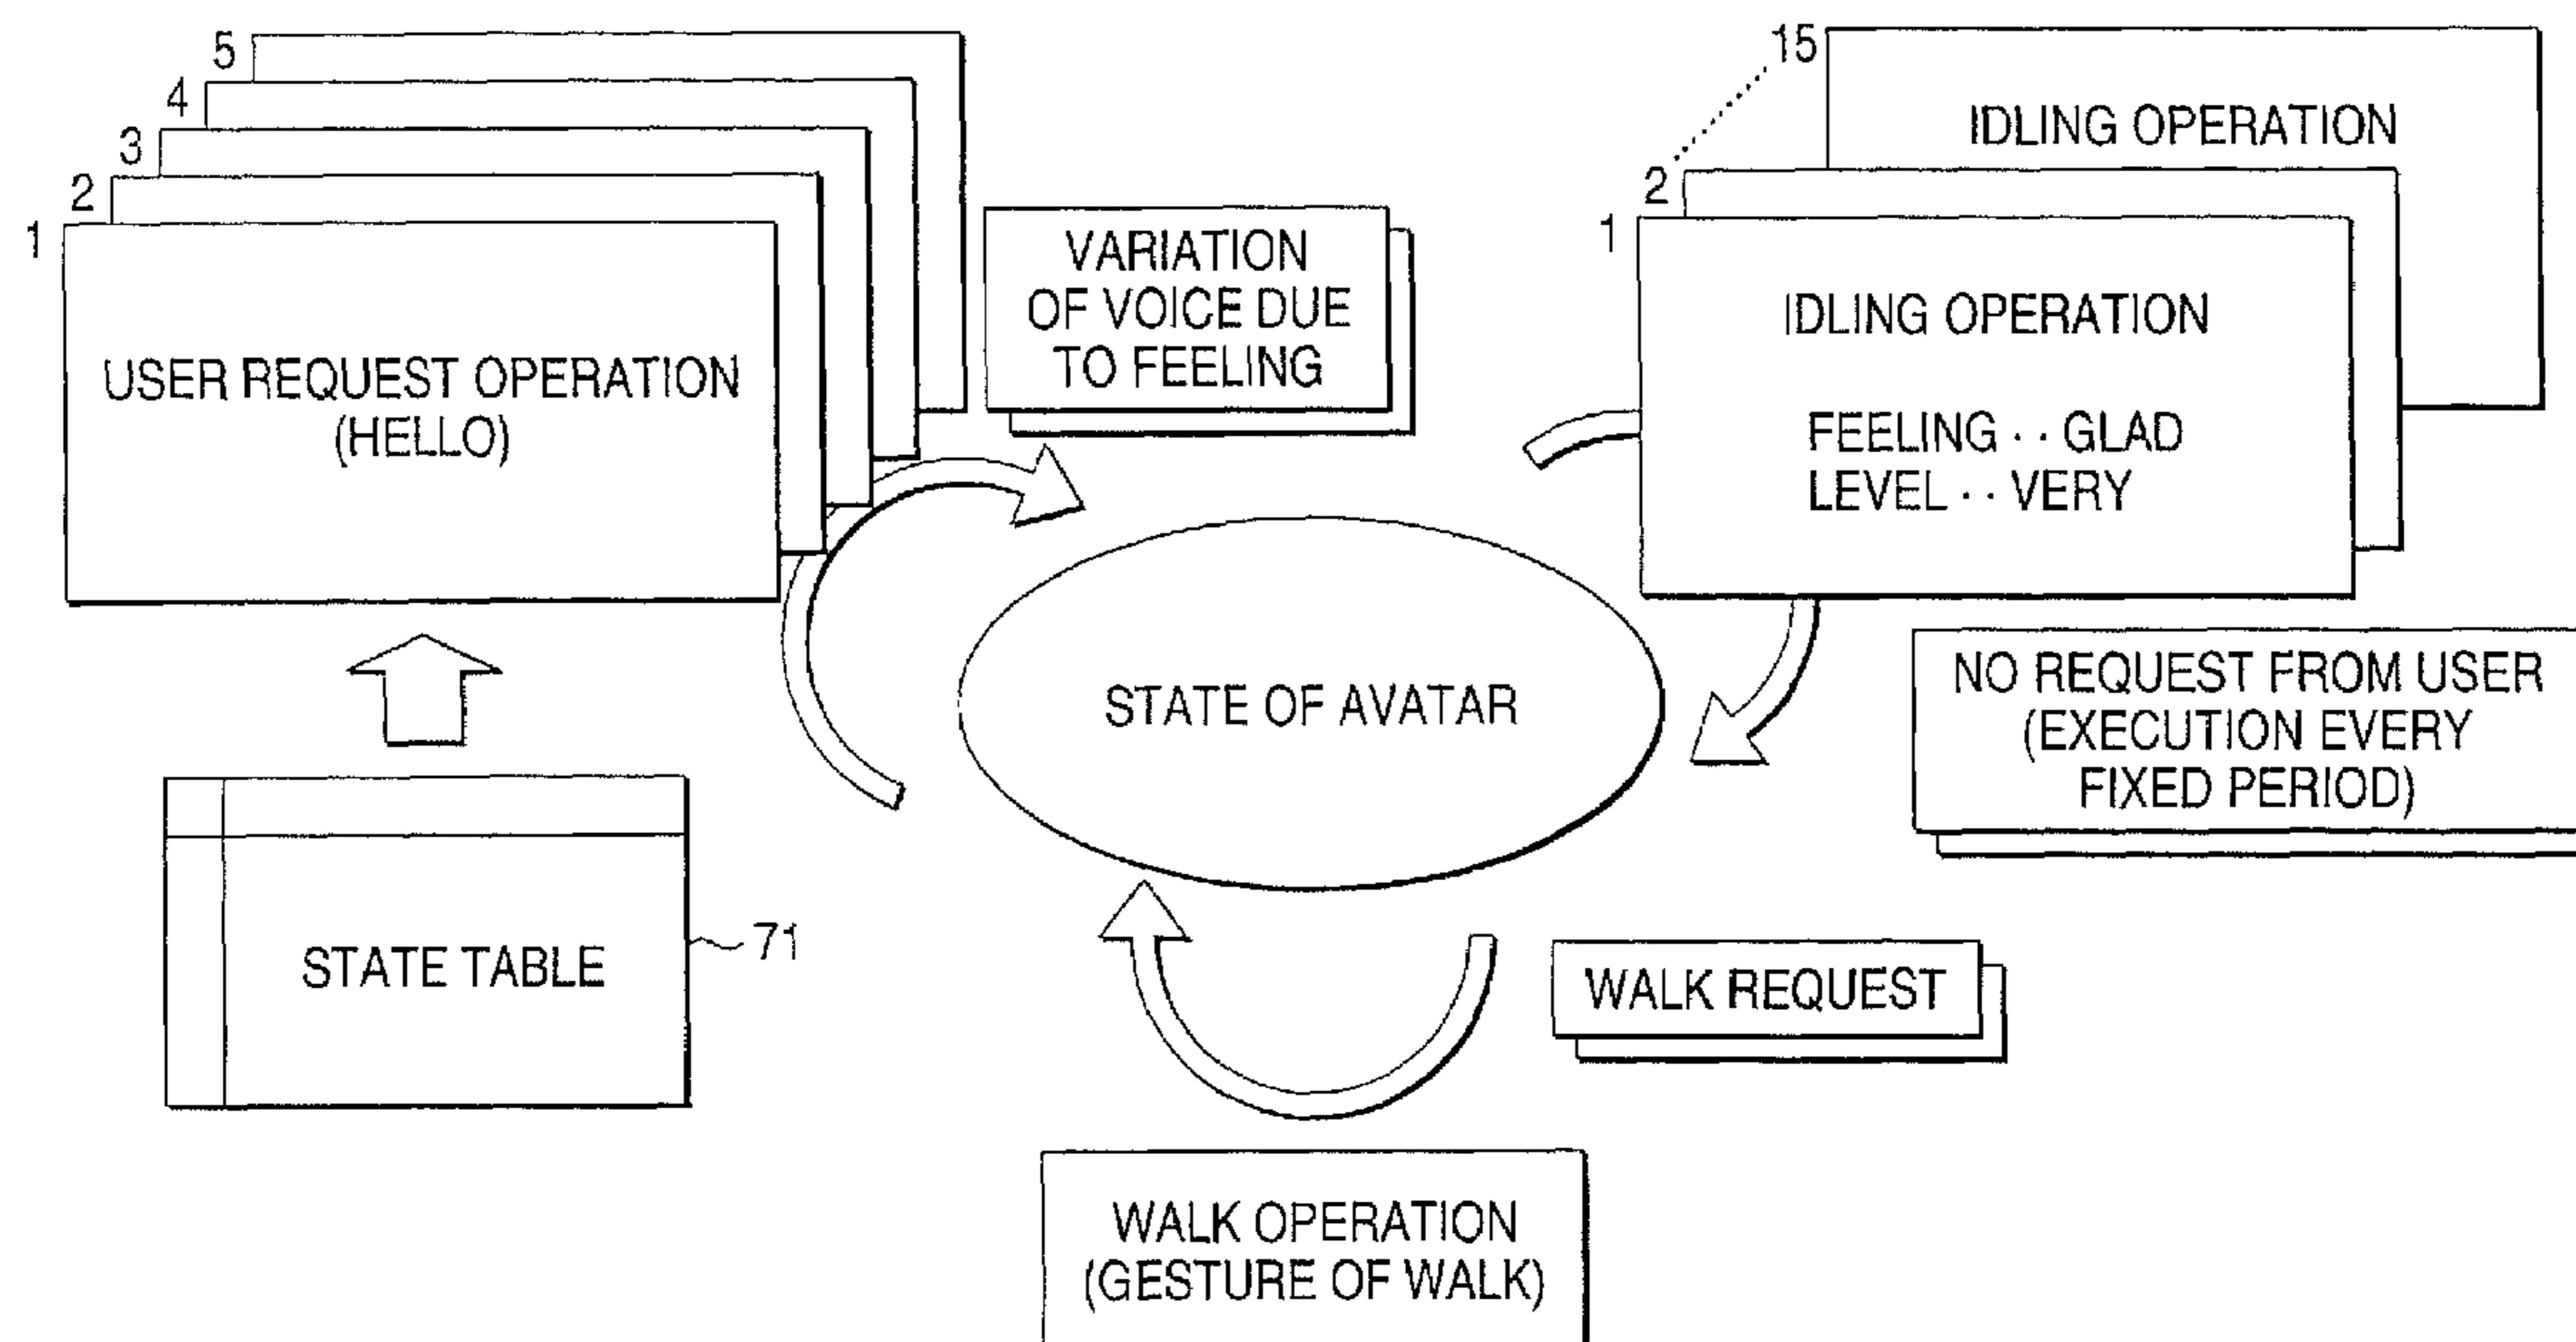 5
4
3
2
1
USER REQUEST OPERATION
(HELLO)
VARIATION
OF VOICE DUE
TO FEELING
15
IDLING OPERATION
2
1
IDLING OPERATION
FEELING · · GLAD
LEVEL · · VERY
NO REQUEST FROM USER
(EXECUTION EVERY
FIXED PERIOD)
STATE OF AVATAR
STATE TABLE
71
WALK REQUEST
WALK OPERATION
(GESTURE OF WALK)